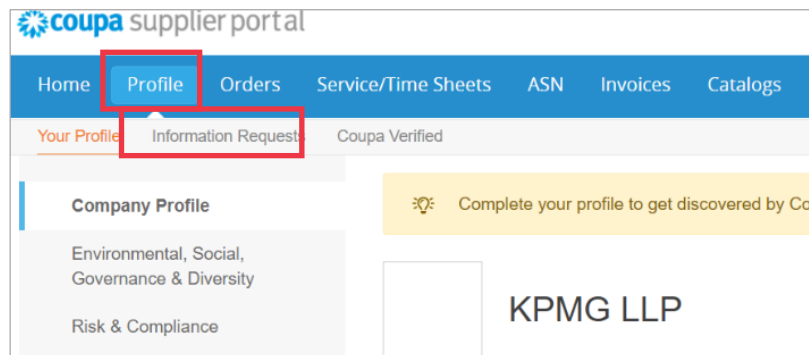 coupa supplier portal
Home Profile Orders Service/Time Sheets ASN Invoices Catalogs
Your Profile Information Requests Coupa Verified
Company Profile
Complete your profile to get discovered by Co
Environmental, Social,
Governance & Diversity
KPMG LLP
Risk & Compliance